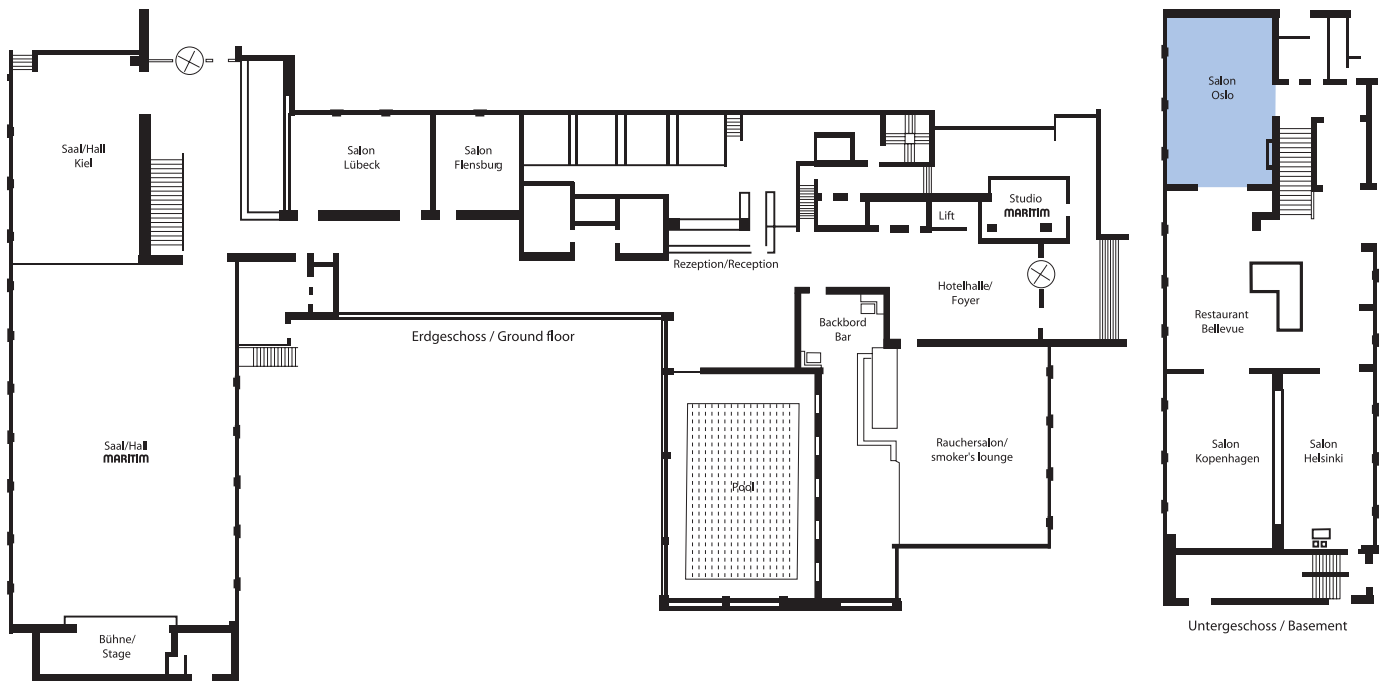 Saal/Hall
Kiel
Salon
Lübeck
Salon
Flensburg
Studio
MARITIM
Lift
Rezeption/Reception
Hotelhalle/
Foyer
Erdgeschoss / Ground floor
Backbord
Bar
Saal/Hall
MARITIM
Pool
Rauchersalon/
smoker's lounge
Bühne/
Stage
Salon
Oslo
Restaurant
Bellevue
Salon
Kopenhagen
Salon
Helsinki
Untergeschoss / Basement